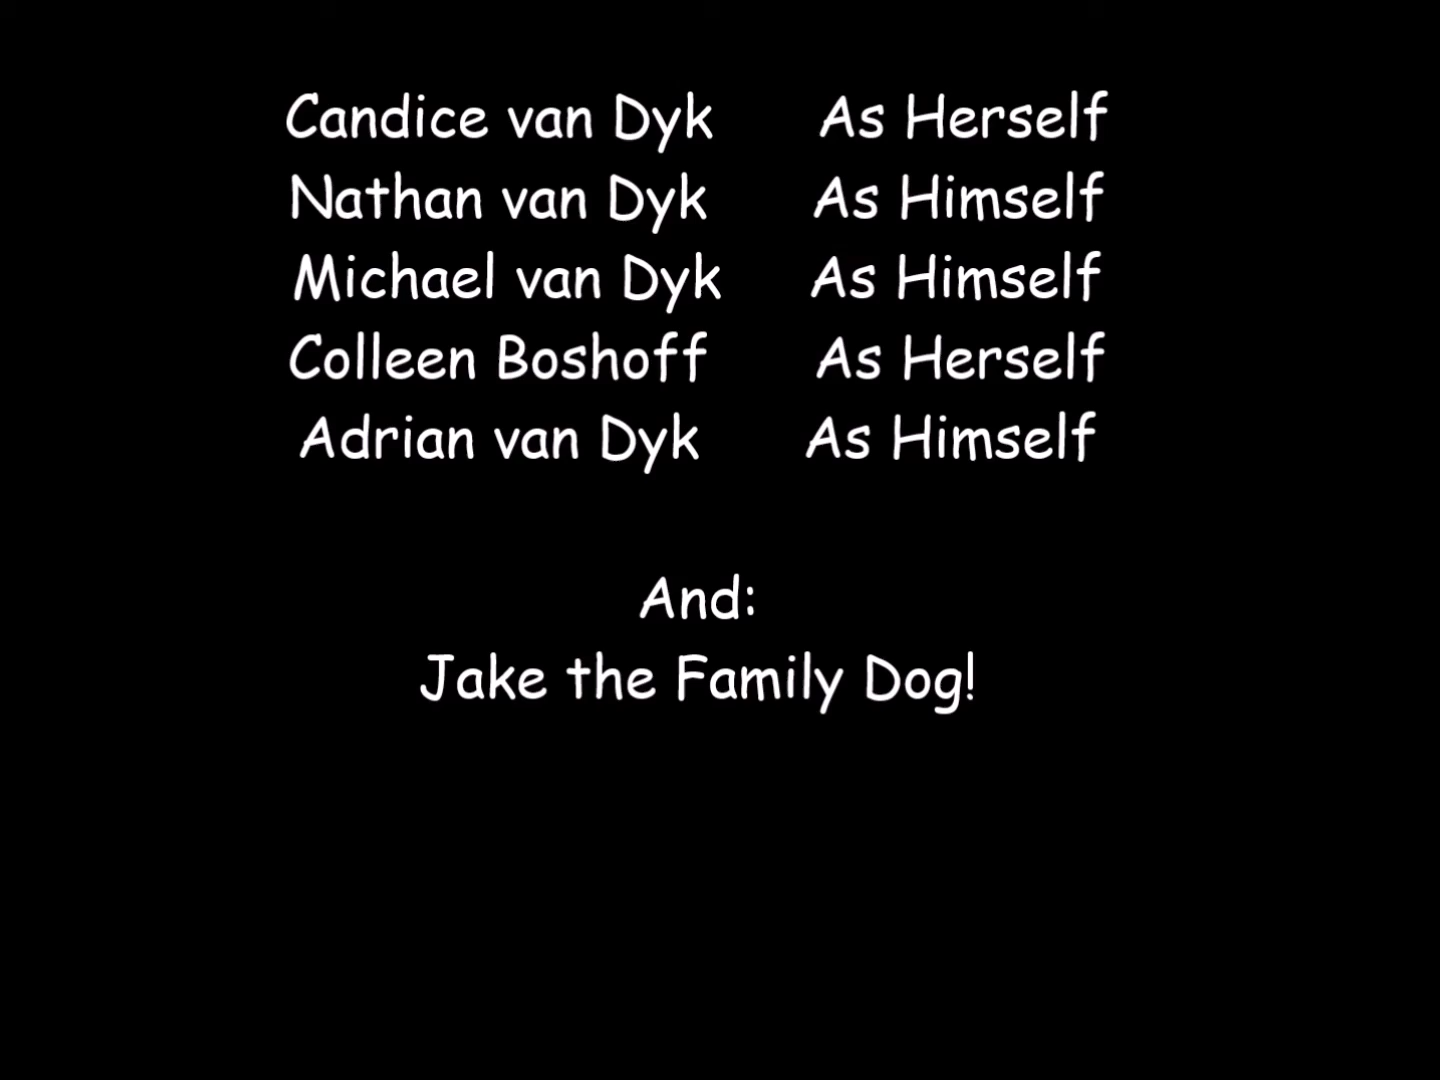 Candice van Dyk As Herself
Nathan van Dyk As Himself
Michael van Dyk As Himself
Colleen Boshoff As Herself
Adrian van Dyk As Himself
And:
Jake the Family Dog!